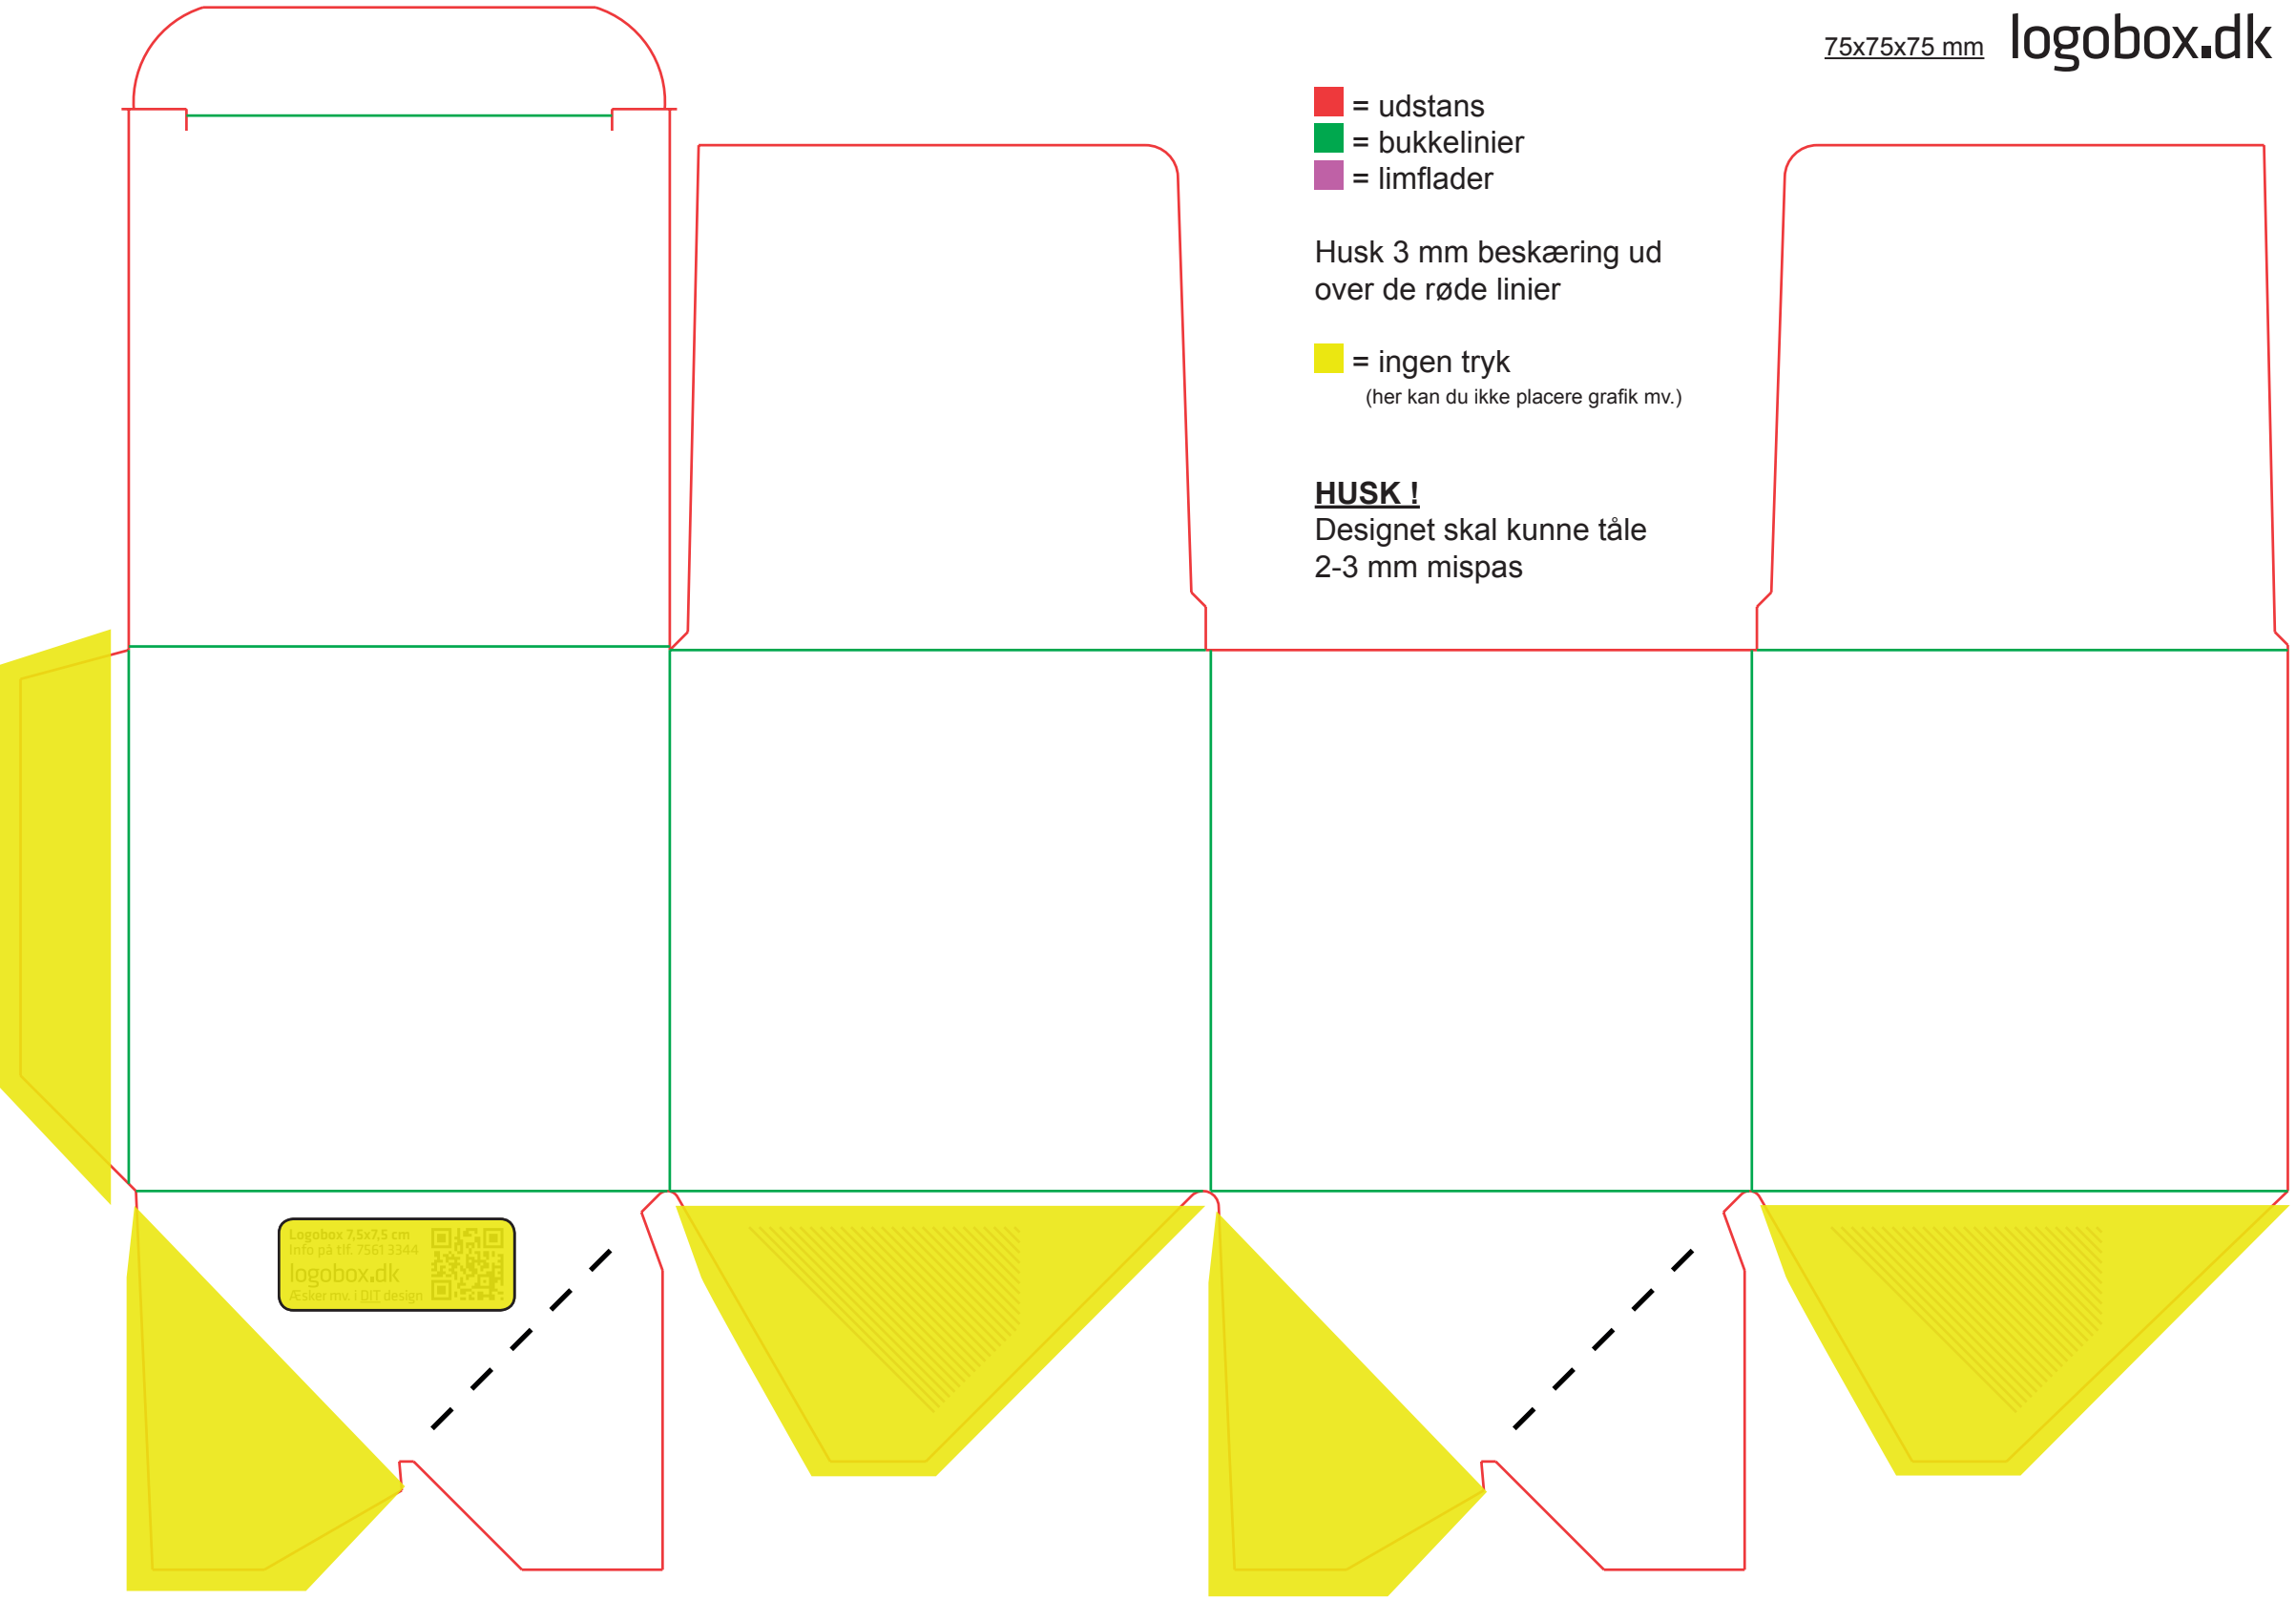 75x75x75 mm logobox.dk
= udstans
= bukkelinier
= limflader
Husk 3 mm beskæring ud
over de røde linier
= ingen tryk
(her kan du ikke placere grafik mv.)
HUSK !
Designet skal kunne tåle
2-3 mm mispas
Logobox 7,5x7,5 cm
Info på tlf. 75613344
logobox.dk
Æsker mv. i DIT design